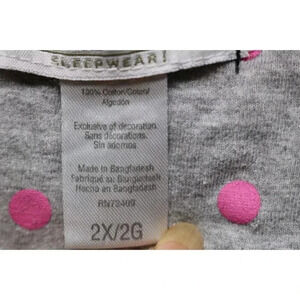 SLEEPWEAR
100% Cotton/Coton/
Algodón
Exclusive of decoration
Sans décorations.
Sin adornos
Made in Bangladesh
Fabriqué au Bangladesh
Hecho en Bangladesh
RN73409
2X/2G